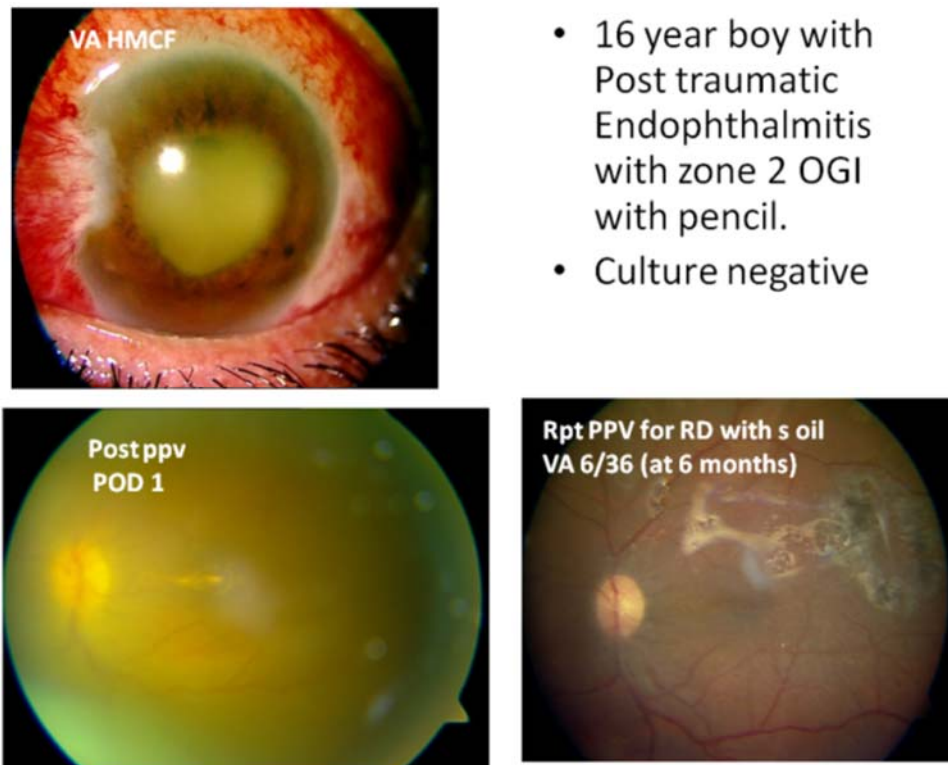 VA HMCF
• 16 year boy with
Post traumatic
Endophthalmitis
with zone 2 OGI
with pencil.
• Culture negative
Post ppv
POD 1
Rpt PPV for RD with s oil
VA 6/36 (at 6 months)